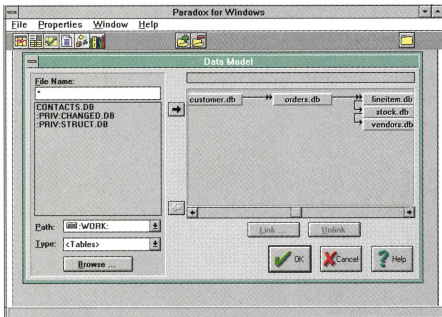 Paradox for Windows
File Properties Window Help
Data Model
File Name:
*
CONTACTS.DB
:PRIV:CHANGED.DB
:PRIV:STRUCT.DB
customer.db
orders.db
lineitem.db
stock.db
vendors.db
Path: :WORK:
Type: <Tables>
Browse ...
Link ...
Unlink
OK
Cancel
? Help